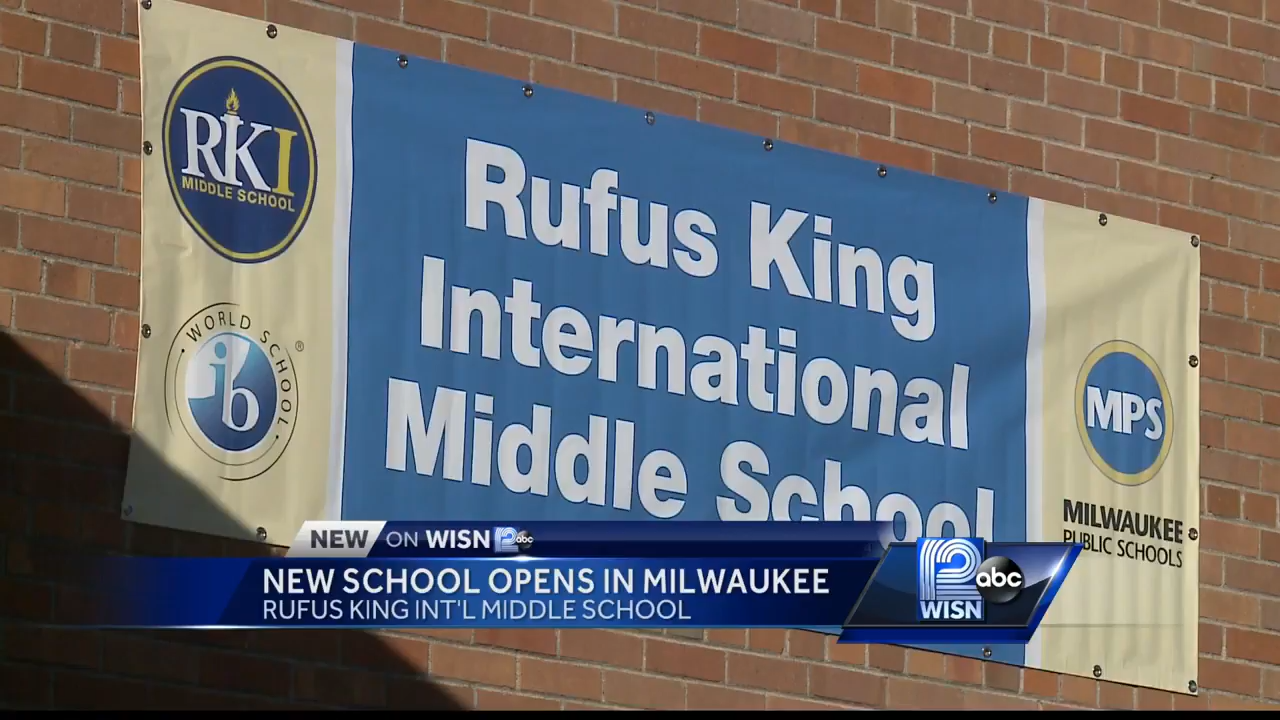 RKI
MIDDLE SCHOOL
WORLD SCHOOL
®
ib
Rufus King
International
Middle School
MPS
MILWAUKEE
PUBLIC SCHOOLS
NEW ON WISN 12 abc
NEW SCHOOL OPENS IN MILWAUKEE
RUFUS KING INT'L MIDDLE SCHOOL
12 abc
WISN